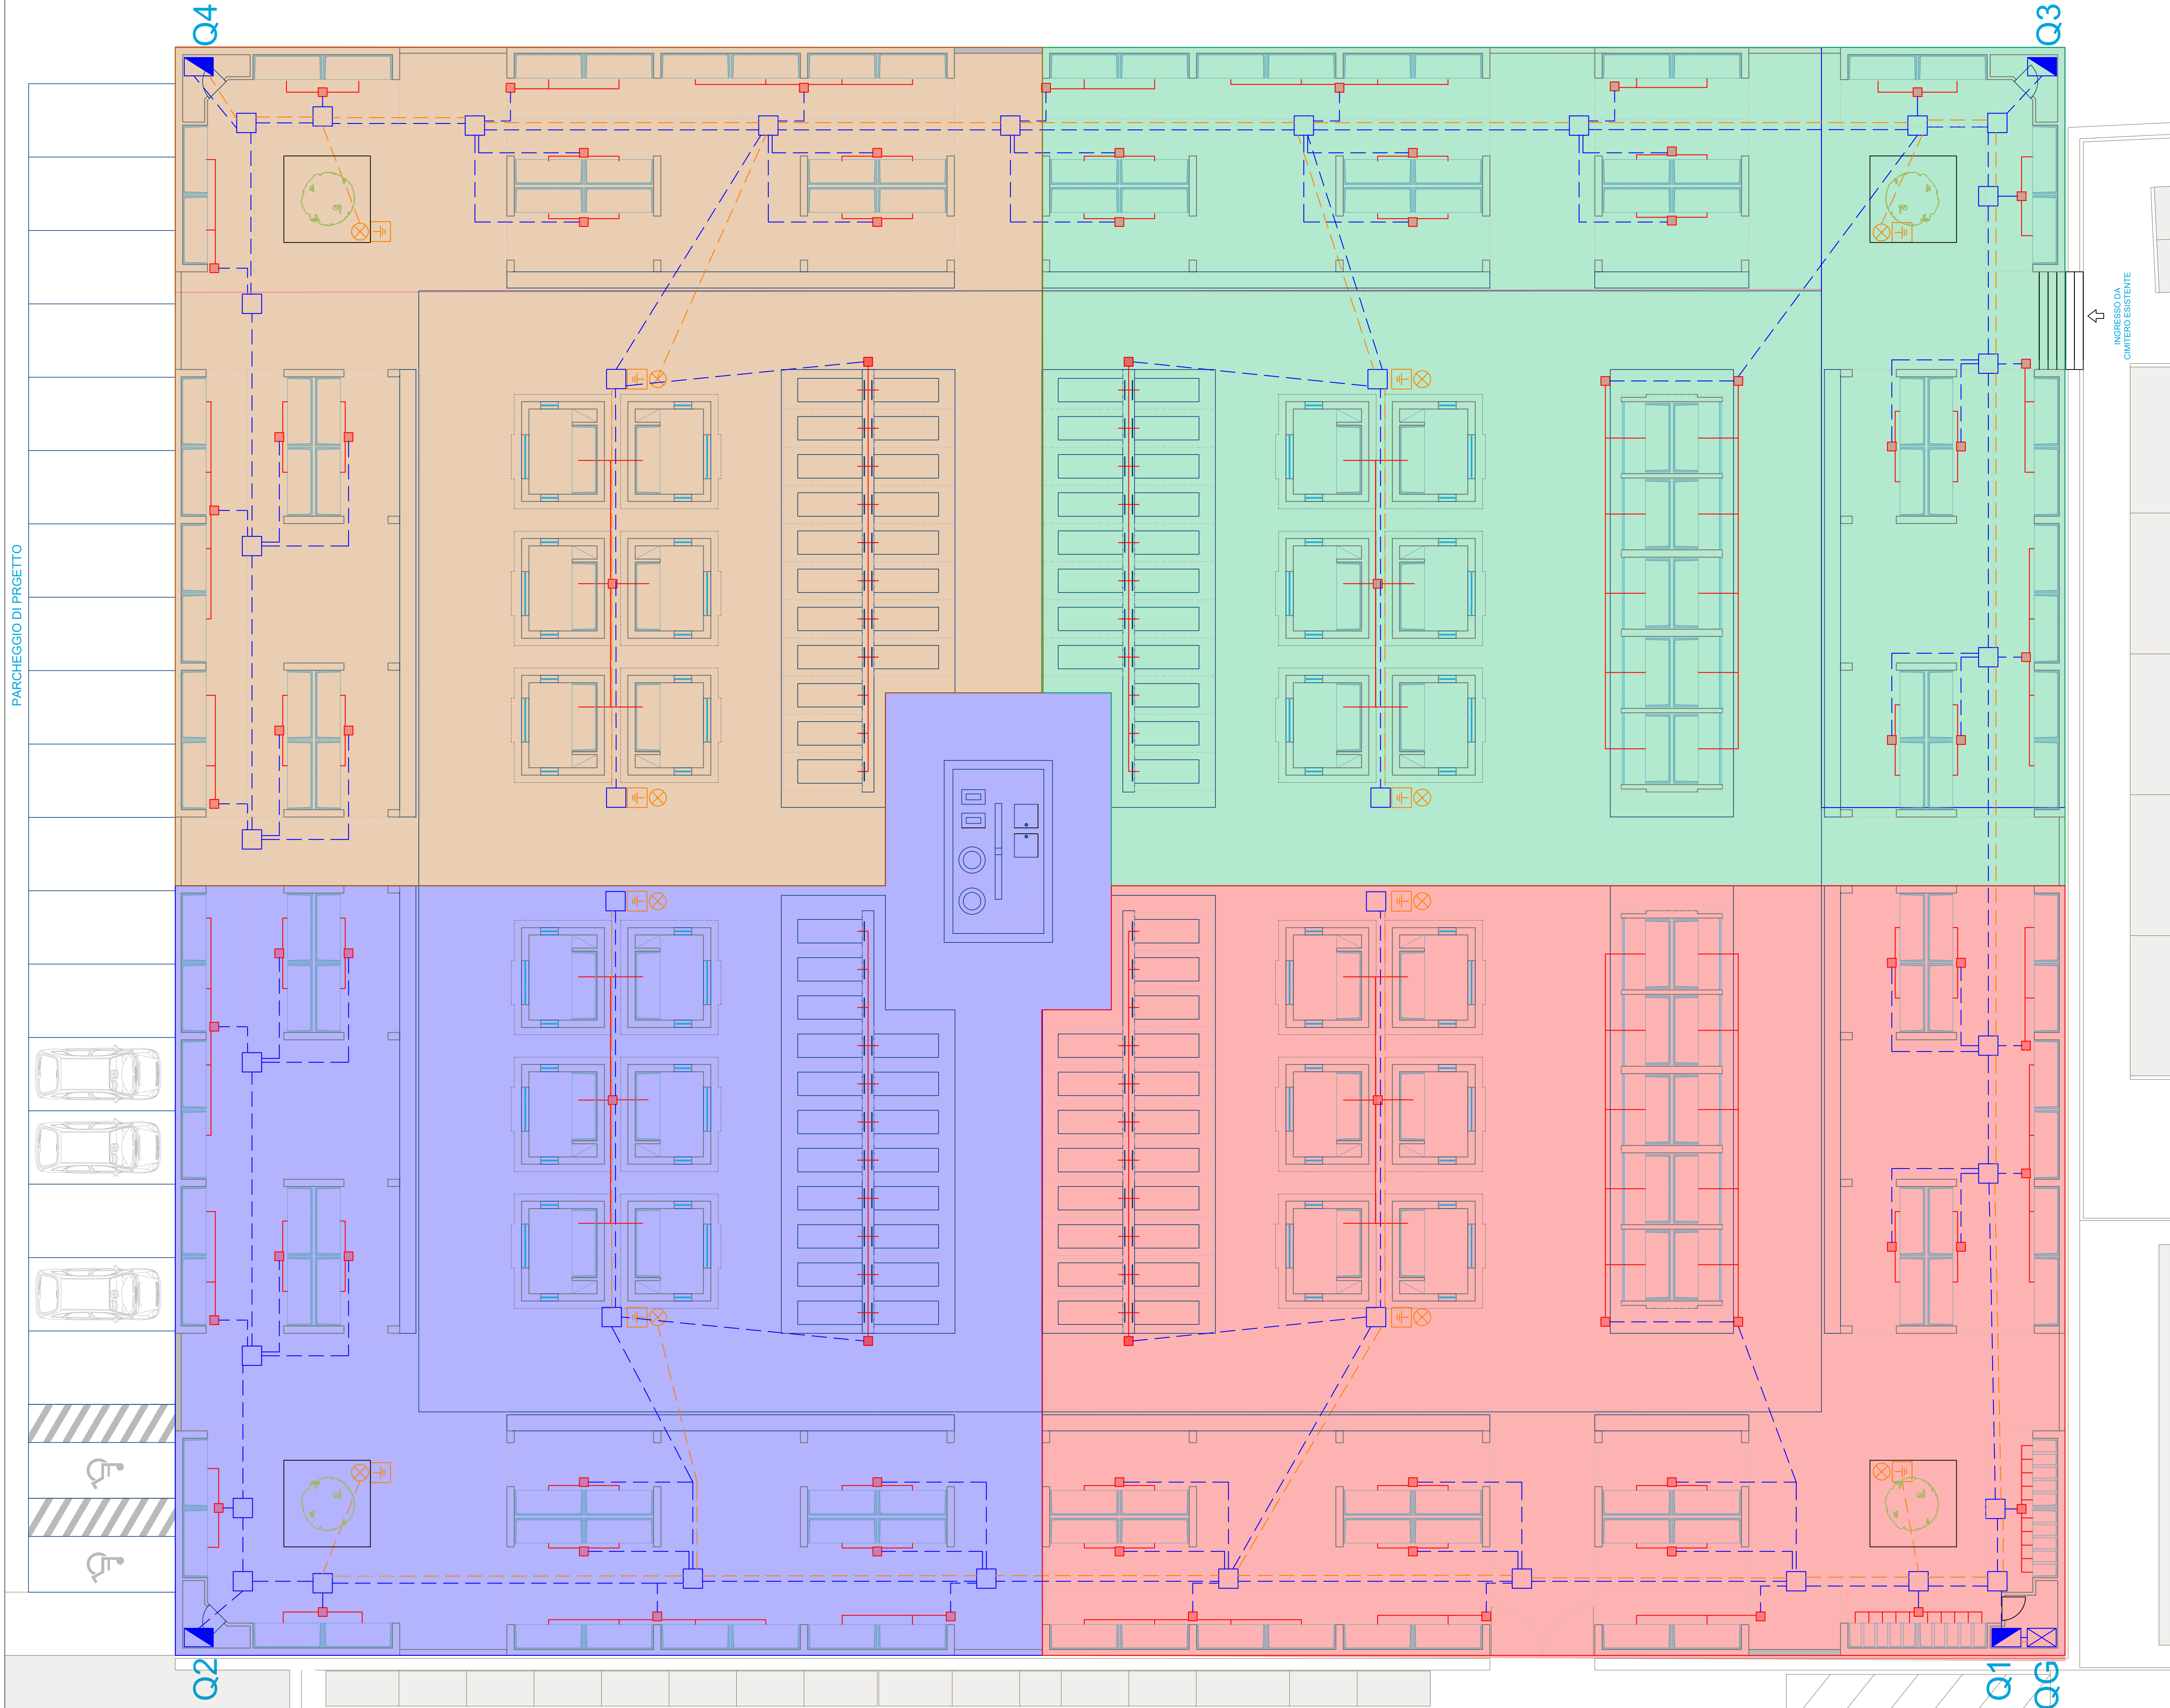 Q4
Q3
INGRESSO DA
CIMITERO ESISTENTE
PARCHEGGIO DI PRGETTO
Q2
Q1
QG